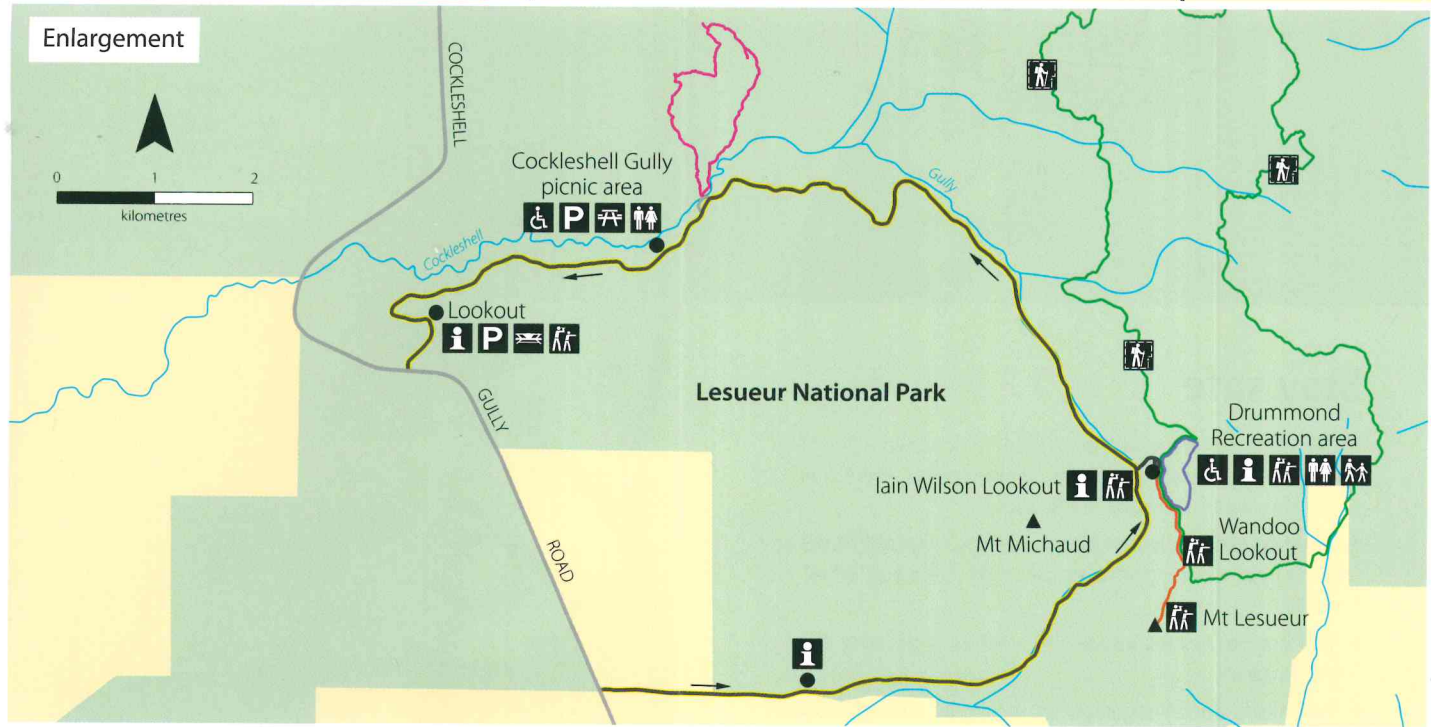 Enlargement
0 1 2
kilometres
COCKLESHELL
Cockleshell Gully
picnic area
P
Gully
Cockleshell
Lookout
i P
Lesueur National Park
GULLY
Drummond
Recreation area
i
Iain Wilson Lookout i
Mt Michaud
Wandoo
Lookout
ROAD
Mt Lesueur
i